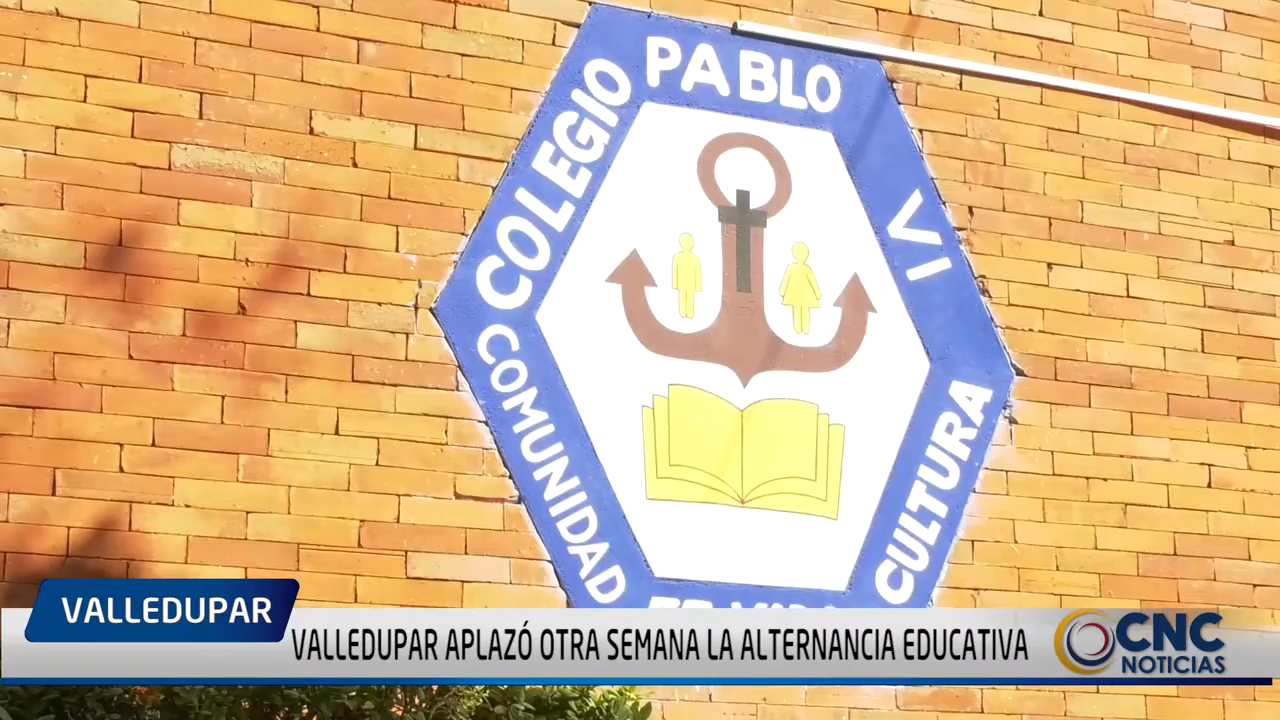 COLEGIO PABLO VI
COMUNIDAD
CULTURA
VALLEDUPAR
VALLEDUPAR APLAZÓ OTRA SEMANA LA ALTERNANCIA EDUCATIVA
CNC
NOTICIAS